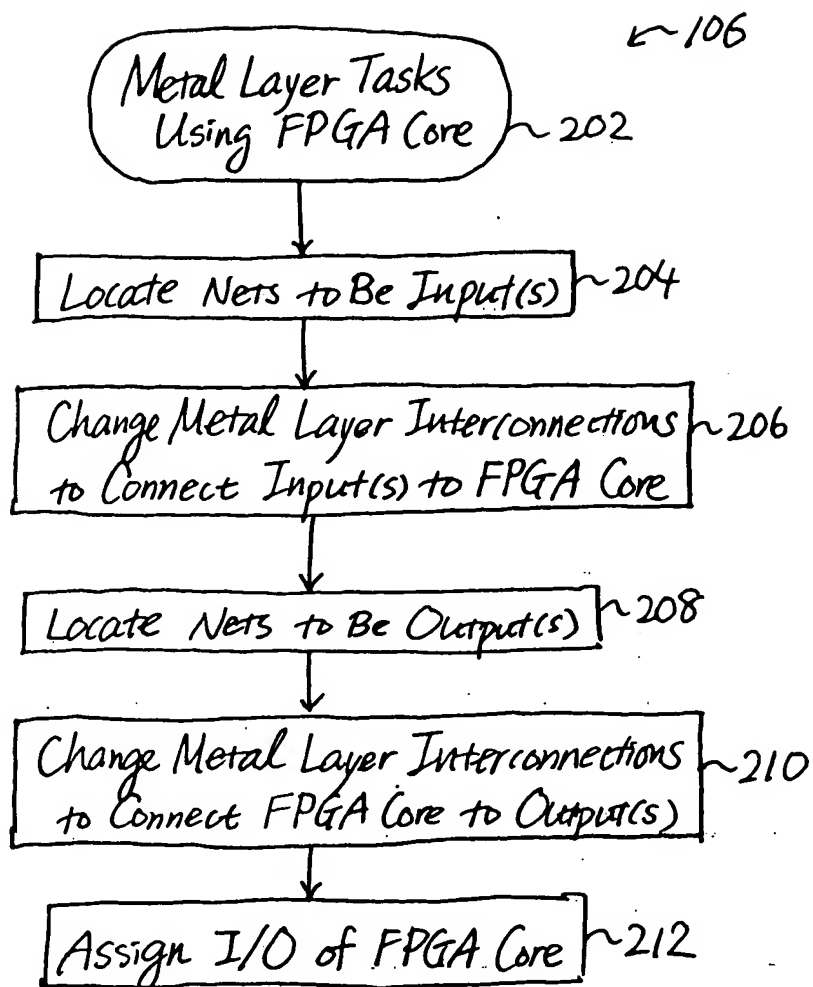 106
Metal Layer Tasks
Using FPGA Core
202
Locate Nets to Be Input(s)
204
Change Metal Layer Interconnections
to Connect Input(s) to FPGA Core
206
Locate Nets to Be Output(s)
208
Change Metal Layer Interconnections
to Connect FPGA Core to Output(s)
210
Assign I/O of FPGA Core
212